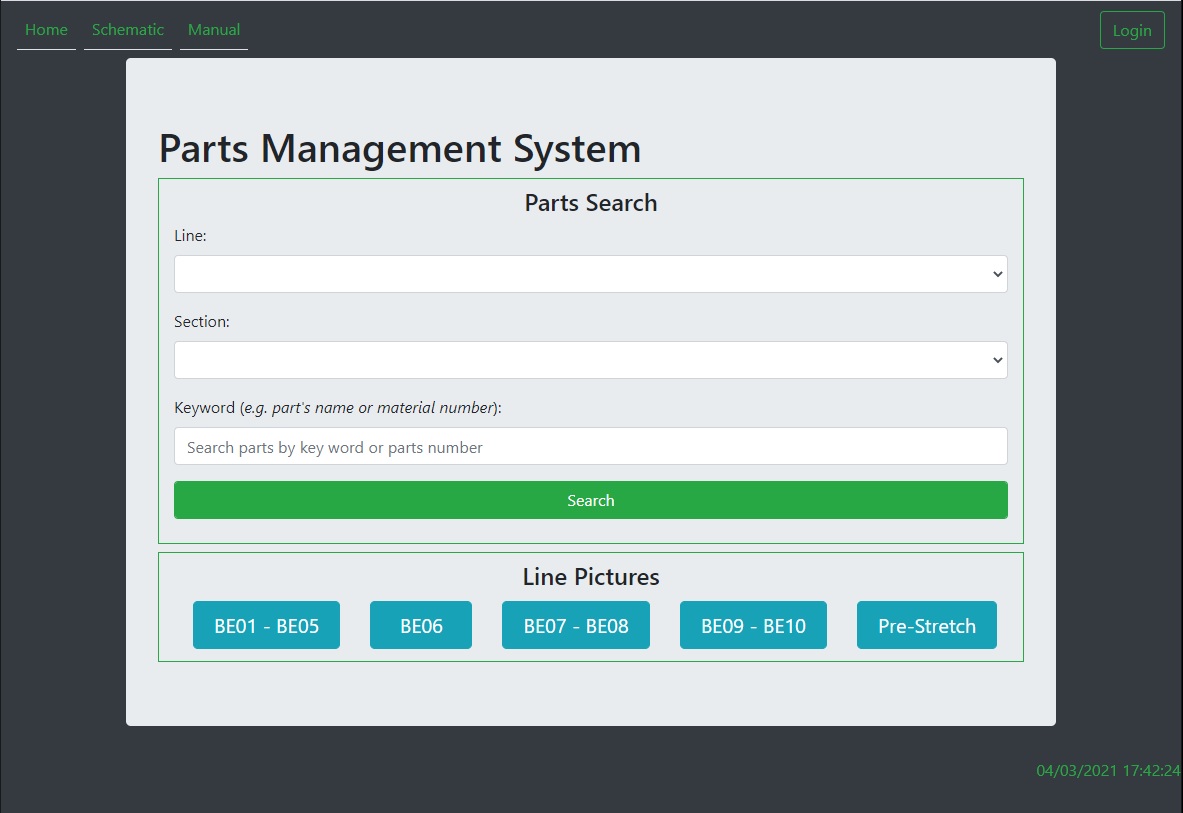 Home Schematic Manual Login
Parts Management System
Parts Search
Line:
Section:
Keyword (e.g. part's name or material number):
Search parts by key word or parts number
Search
Line Pictures
BE01 - BE05 BE06 BE07 - BE08 BE09 - BE10 Pre-Stretch
04/03/2021 17:42:24